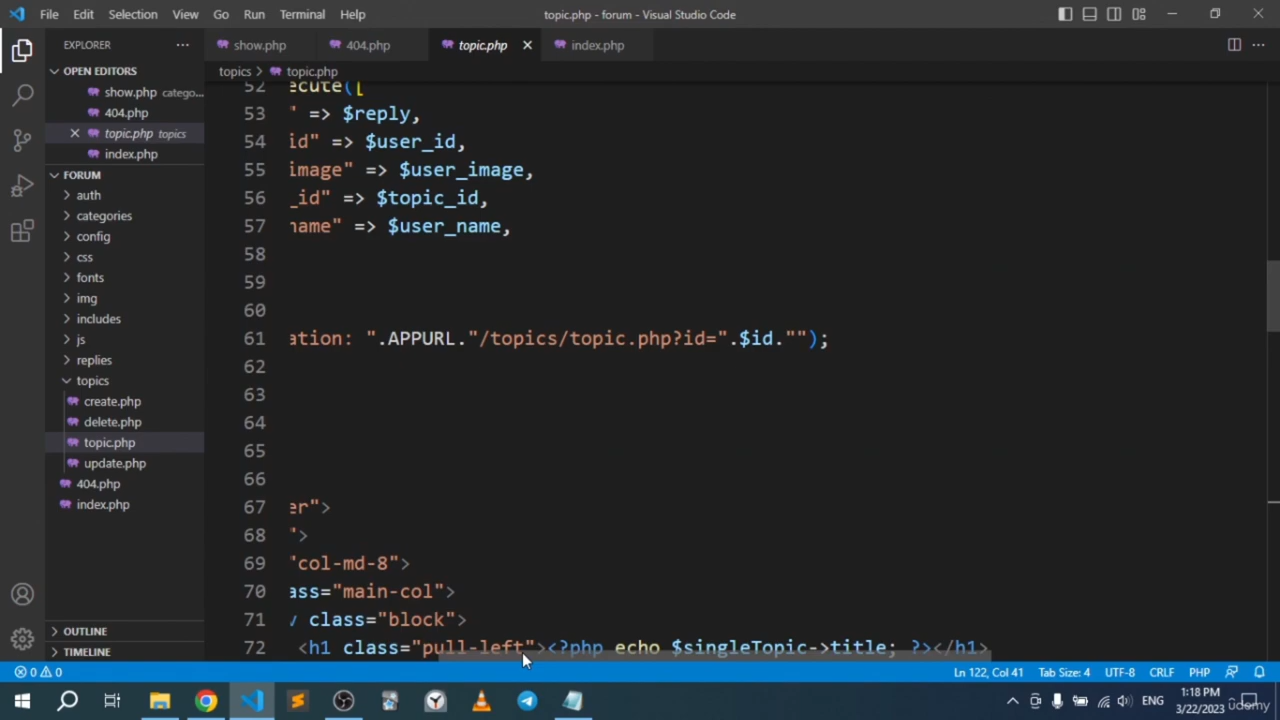 File Edit Selection View Go Run Terminal Help topic.php - forum - Visual Studio Code
EXPLORER
show.php 404.php topic.php index.php
OPEN EDITORS
topics topic.php
show.php catego...
404.php
topic.php topics
index.php
FORUM
auth
categories
config
css
fonts
img
includes
js
replies
topics
create.php
delete.php
topic.php
update.php
404.php
index.php
OUTLINE
TIMELINE
52 ecute([
53 " => $reply,
54 id" => $user_id,
55 image" => $user_image,
56 _id" => $topic_id,
57 name" => $user_name,
58
59
60
61 ation: ".APPURL."/topics/topic.php?id=".$id."");
62
63
64
65
66
67 er">
68 ">
69 "col-md-8">
70 ass="main-col">
71 v class="block">
72 <h1 class="pull-left"><?php echo $singleTopic->title; ?></h1>
0 0 Ln 122, Col 41 Tab Size: 4 UTF-8 CRLF PHP
ENG 1:18 PM
3/22/2023
udemy